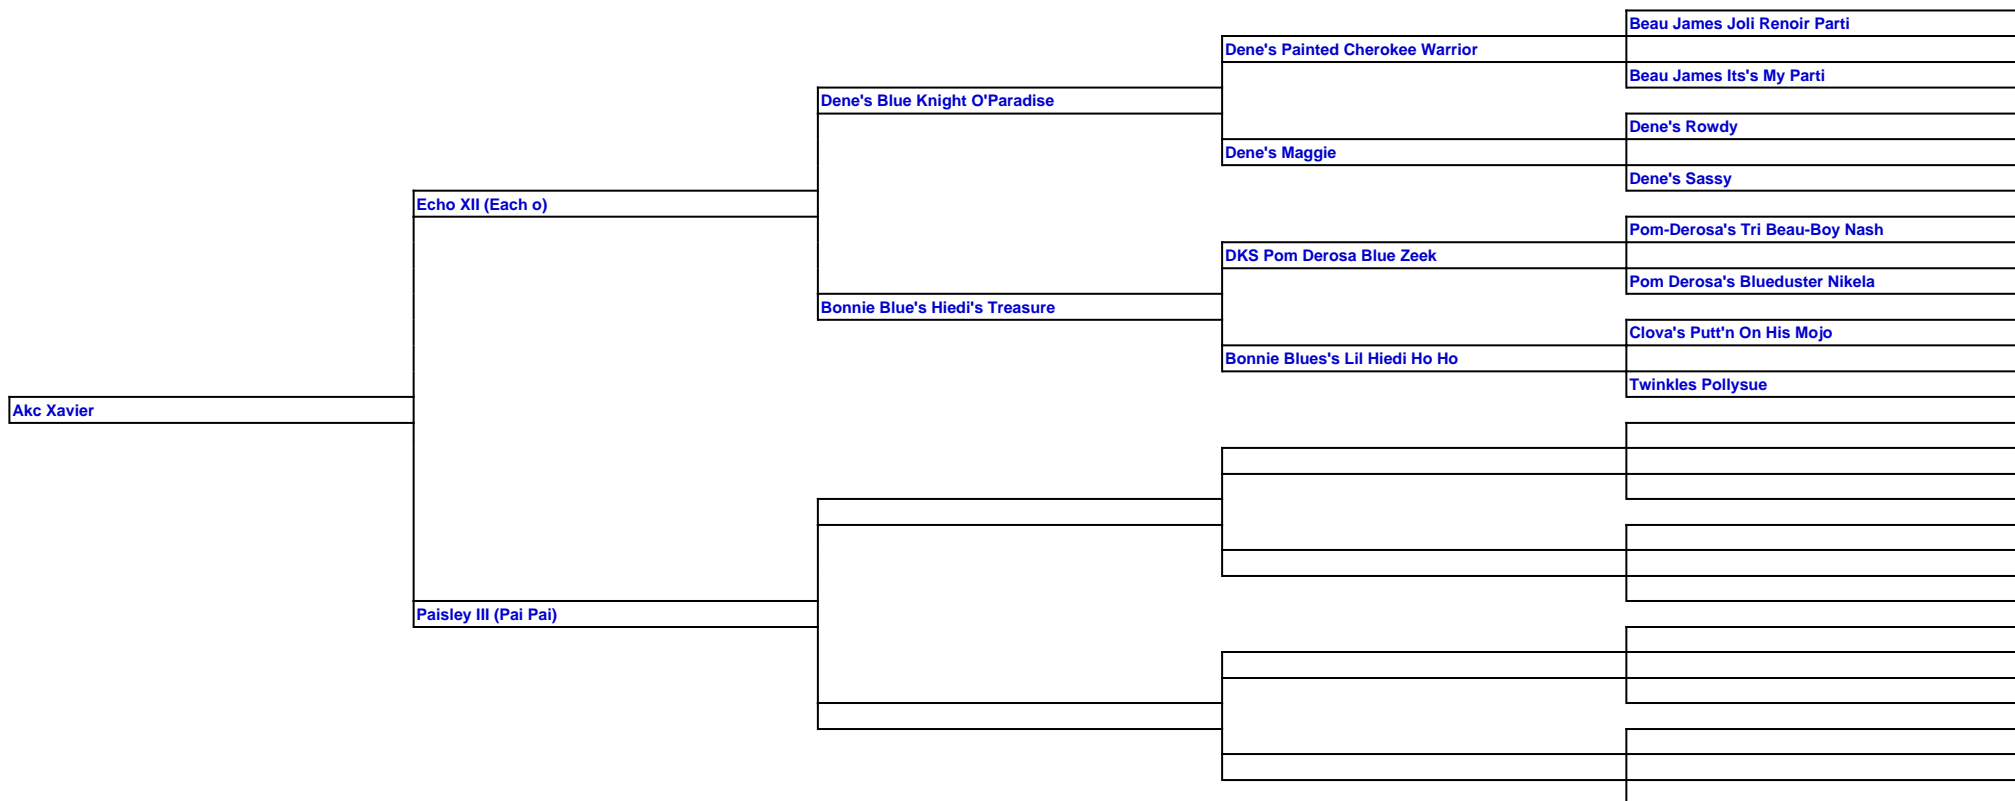 Beau James Joli Renoir Parti
Dene's Painted Cherokee Warrior
Beau James Its's My Parti
Dene's Blue Knight O'Paradise
Dene's Rowdy
Dene's Maggie
Dene's Sassy
Echo XII (Each o)
Pom-Derosa's Tri Beau-Boy Nash
DKS Pom Derosa Blue Zeek
Pom Derosa's Blueduster Nikela
Bonnie Blue's Hiedi's Treasure
Clova's Putt'n On His Mojo
Bonnie Blues's Lil Hiedi Ho Ho
Twinkles Pollysue
Akc Xavier
Paisley III (Pai Pai)